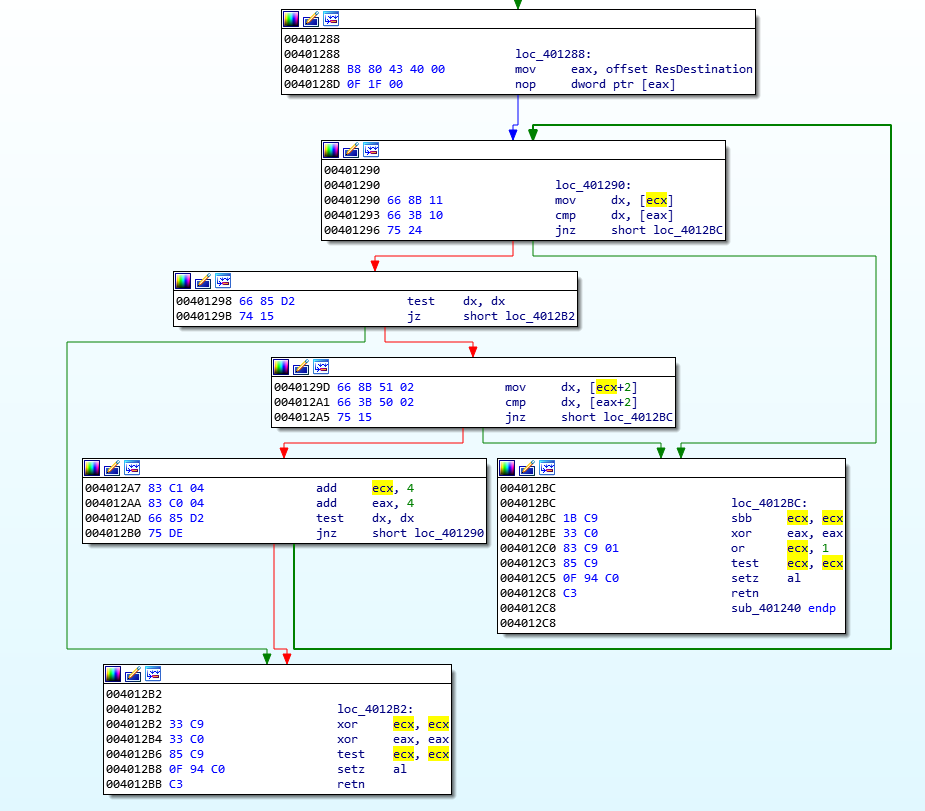 00401288
00401288 loc_401288:
00401288 B8 80 43 40 00 mov eax, offset ResDestination
0040128D 0F 1F 00 nop dword ptr [eax]
00401290
00401290 loc_401290:
00401290 66 8B 11 mov dx, [ecx]
00401293 66 3B 10 cmp dx, [eax]
00401296 75 24 jnz short loc_4012BC
00401298 66 85 D2 test dx, dx
0040129B 74 15 jz short loc_4012B2
0040129D 66 8B 51 02 mov dx, [ecx+2]
004012A1 66 3B 50 02 cmp dx, [eax+2]
004012A5 75 15 jnz short loc_4012BC
004012A7 83 C1 04 add ecx, 4
004012AA 83 C0 04 add eax, 4
004012AD 66 85 D2 test dx, dx
004012B0 75 DE jnz short loc_401290
004012BC
004012BC loc_4012BC:
004012BC 1B C9 sbb ecx, ecx
004012BE 33 C0 xor eax, eax
004012C0 83 C9 01 or ecx, 1
004012C3 85 C9 test ecx, ecx
004012C5 0F 94 C0 setz al
004012C8 C3 retn
004012C8 sub_401240 endp
004012C8
004012B2
004012B2 loc_4012B2:
004012B2 33 C9 xor ecx, ecx
004012B4 33 C0 xor eax, eax
004012B6 85 C9 test ecx, ecx
004012B8 0F 94 C0 setz al
004012BB C3 retn